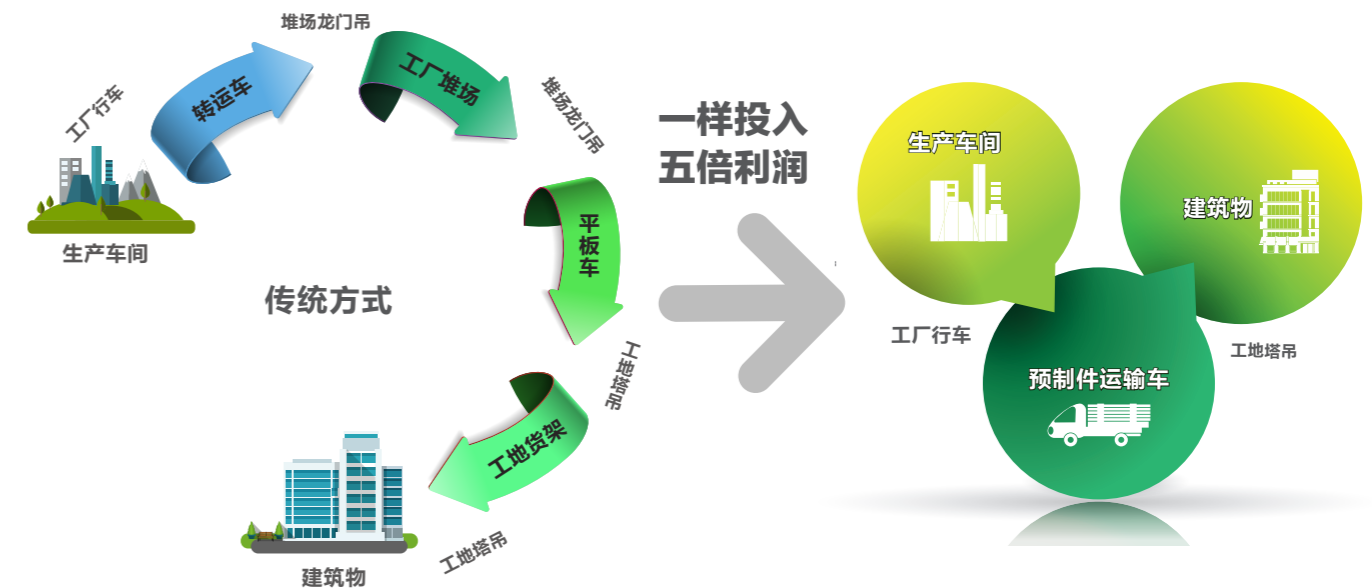 堆场龙门吊
工厂行车
转运车
工厂堆场
堆场龙门吊
生产车间
平板车
传统方式
工地塔吊
工地货架
工地塔吊
建筑物
一样投入
五倍利润
生产车间
建筑物
工厂行车
工地塔吊
预制件运输车